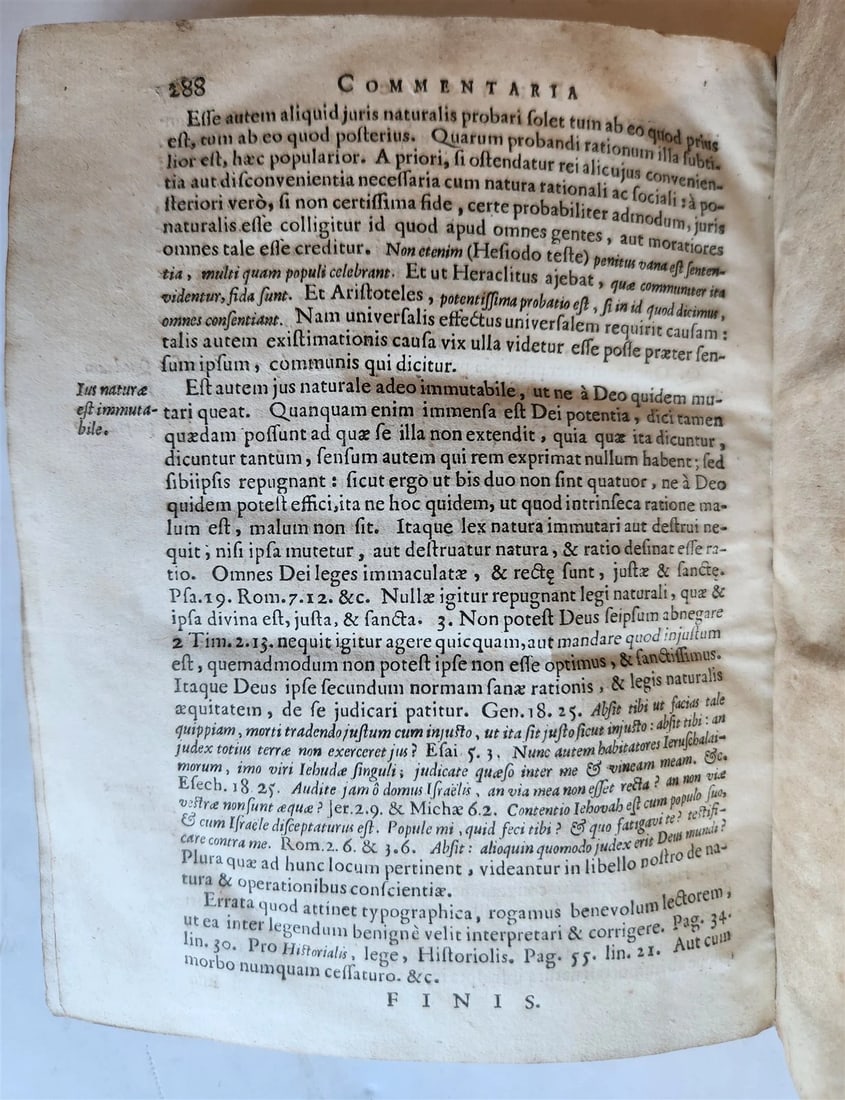 288 COMMENTARIA
Eſſe autem aliquid juris naturalis probari ſolet tum ab eo quod prius
eſt, tum ab eo quod poſterius. Quarum probandi rationum illa ſubti-
lior eſt, hæc popularior. A priori, ſi oſtendatur rei alicujus convenien-
tia aut diſconvenientia neceſſaria cum natura rationali ac ſociali: à po-
ſteriori verò, ſi non certiſſima fide, certe probabiliter admodum, juris
naturalis eſſe colligitur id quod apud omnes gentes, aut moratiores
omnes tale eſſe creditur. Non etenim (Heſiodo teſte) penitus vana eſt ſenten-
tia, multi quam populi celebrant. Et ut Heraclitus ajebat, quæ communiter ita
videntur, fida ſunt. Et Ariſtoteles, potentiſſima probatio eſt, ſi in id quod dicimus,
omnes conſentiant. Nam univerſalis effectus univerſalem requirit cauſam:
talis autem exiſtimationis cauſa vix ulla videtur eſſe poſſe præter ſen-
ſum ipſum, communis qui dicitur.
Ius naturæ
eſt immuta-
bile.
Eſt autem jus naturale adeo immutabile, ut ne à Deo quidem mu-
tari queat. Quanquam enim immenſa eſt Dei potentia, dici tamen
quædam poſſunt ad quæ ſe illa non extendit, quia quæ ita dicuntur,
dicuntur tantùm, ſenſum autem qui rem exprimat nullum habent; ſed
ſibiipſis repugnant: ſicut ergò ut bis duo non ſint quatuor, ne à Deo
quidem poteſt effici, ita ne hoc quidem, ut quod intrinſeca ratione ma-
lum eſt, malum non ſit. Itaque lex natura immutari aut deſtrui ne-
quit; niſi ipſa mutetur, aut deſtruatur natura, & ratio deſinat eſſe ra-
tio. Omnes Dei leges immaculatæ, & rectę ſunt, juſtæ & ſanctę.
Pſa. 19. Rom. 7. 12. &c. Nullæ igitur repugnant legi naturali, quæ &
ipſa divina eſt, juſta, & ſancta. 3. Non poteſt Deus ſeipſum abnegare
2 Tim. 2. 13. nequit igitur agere quicquam, aut mandare quod injuſtum
eſt, quemadmodum non poteſt ipſe non eſſe optimus, & ſanctiſſimus.
Itaque Deus ipſe ſecundum normam ſanæ rationis, & legis naturalis
æquitatem, de ſe judicari patitur. Gen. 18. 25. Abſit tibi ut facias tale
quippiam, morti tradendo juſtum cum injuſto, ut ita ſit juſto ſicut injuſto: abſit tibi: an
judex totius terræ non exerceret jus? Eſai 5. 3. Nunc autem habitatores Ieruſchalai-
morum, imo viri Iehudæ ſinguli; judicate quæſo inter me & vineam meam. &c.
Eſech. 18 25. Audite jam ô domus Iſraëlis, an via mea non eſſet recta? an non viæ
veſtræ non ſunt æquæ? Jer. 2. 9. & Michæ 6. 2. Contentio Iehovah eſt cum populo ſuo,
& cum Iſraële diſceptaturus eſt. Popule mi, quid feci tibi? & quo fatigavi te? teſtifi-
care contra me. Rom. 2. 6. & 3. 6. Abſit: alioquin quomodo judex erit Deus mundi?
Plura quæ ad hunc locum pertinent, videantur in libello noſtro de na-
tura & operationibus conſcientiæ.
Errata quod attinet typographica, rogamus benevolum lectorem,
ut ea inter legendum benignè velit interpretari & corrigere. Pag. 34.
lin. 30. Pro Hiſtorialis, lege, Hiſtoriolis. Pag. 55. lin. 21. Aut cum
morbo numquam ceſſaturo. &c.
FINIS.